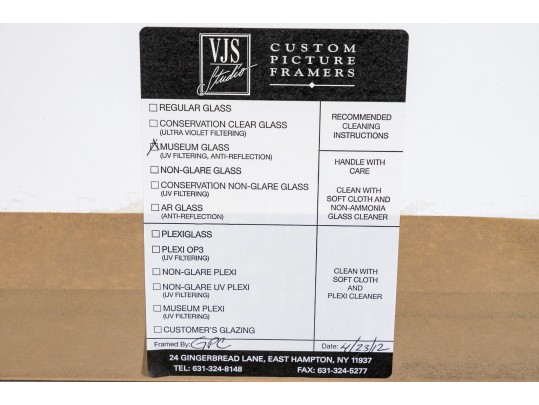 VJS
Studio
CUSTOM
PICTURE
FRAMERS
REGULAR GLASS
CONSERVATION CLEAR GLASS
(ULTRA VIOLET FILTERING)
MUSEUM GLASS
(UV FILTERING, ANTI-REFLECTION)
NON-GLARE GLASS
CONSERVATION NON-GLARE GLASS
(UV FILTERING)
AR GLASS
(ANTI-REFLECTION)
RECOMMENDED
CLEANING
INSTRUCTIONS
HANDLE WITH
CARE
CLEAN WITH
SOFT CLOTH AND
NON-AMMONIA
GLASS CLEANER
PLEXIGLASS
PLEXI OP3
(UV FILTERING)
NON-GLARE PLEXI
NON-GLARE UV PLEXI
(UV FILTERING)
MUSEUM PLEXI
(UV FILTERING)
CUSTOMER'S GLAZING
CLEAN WITH
SOFT CLOTH
AND
PLEXI CLEANER
Framed By: GPC Date: 4/23/12
24 GINGERBREAD LANE, EAST HAMPTON, NY 11937
TEL: 631-324-8148 FAX: 631-324-5277